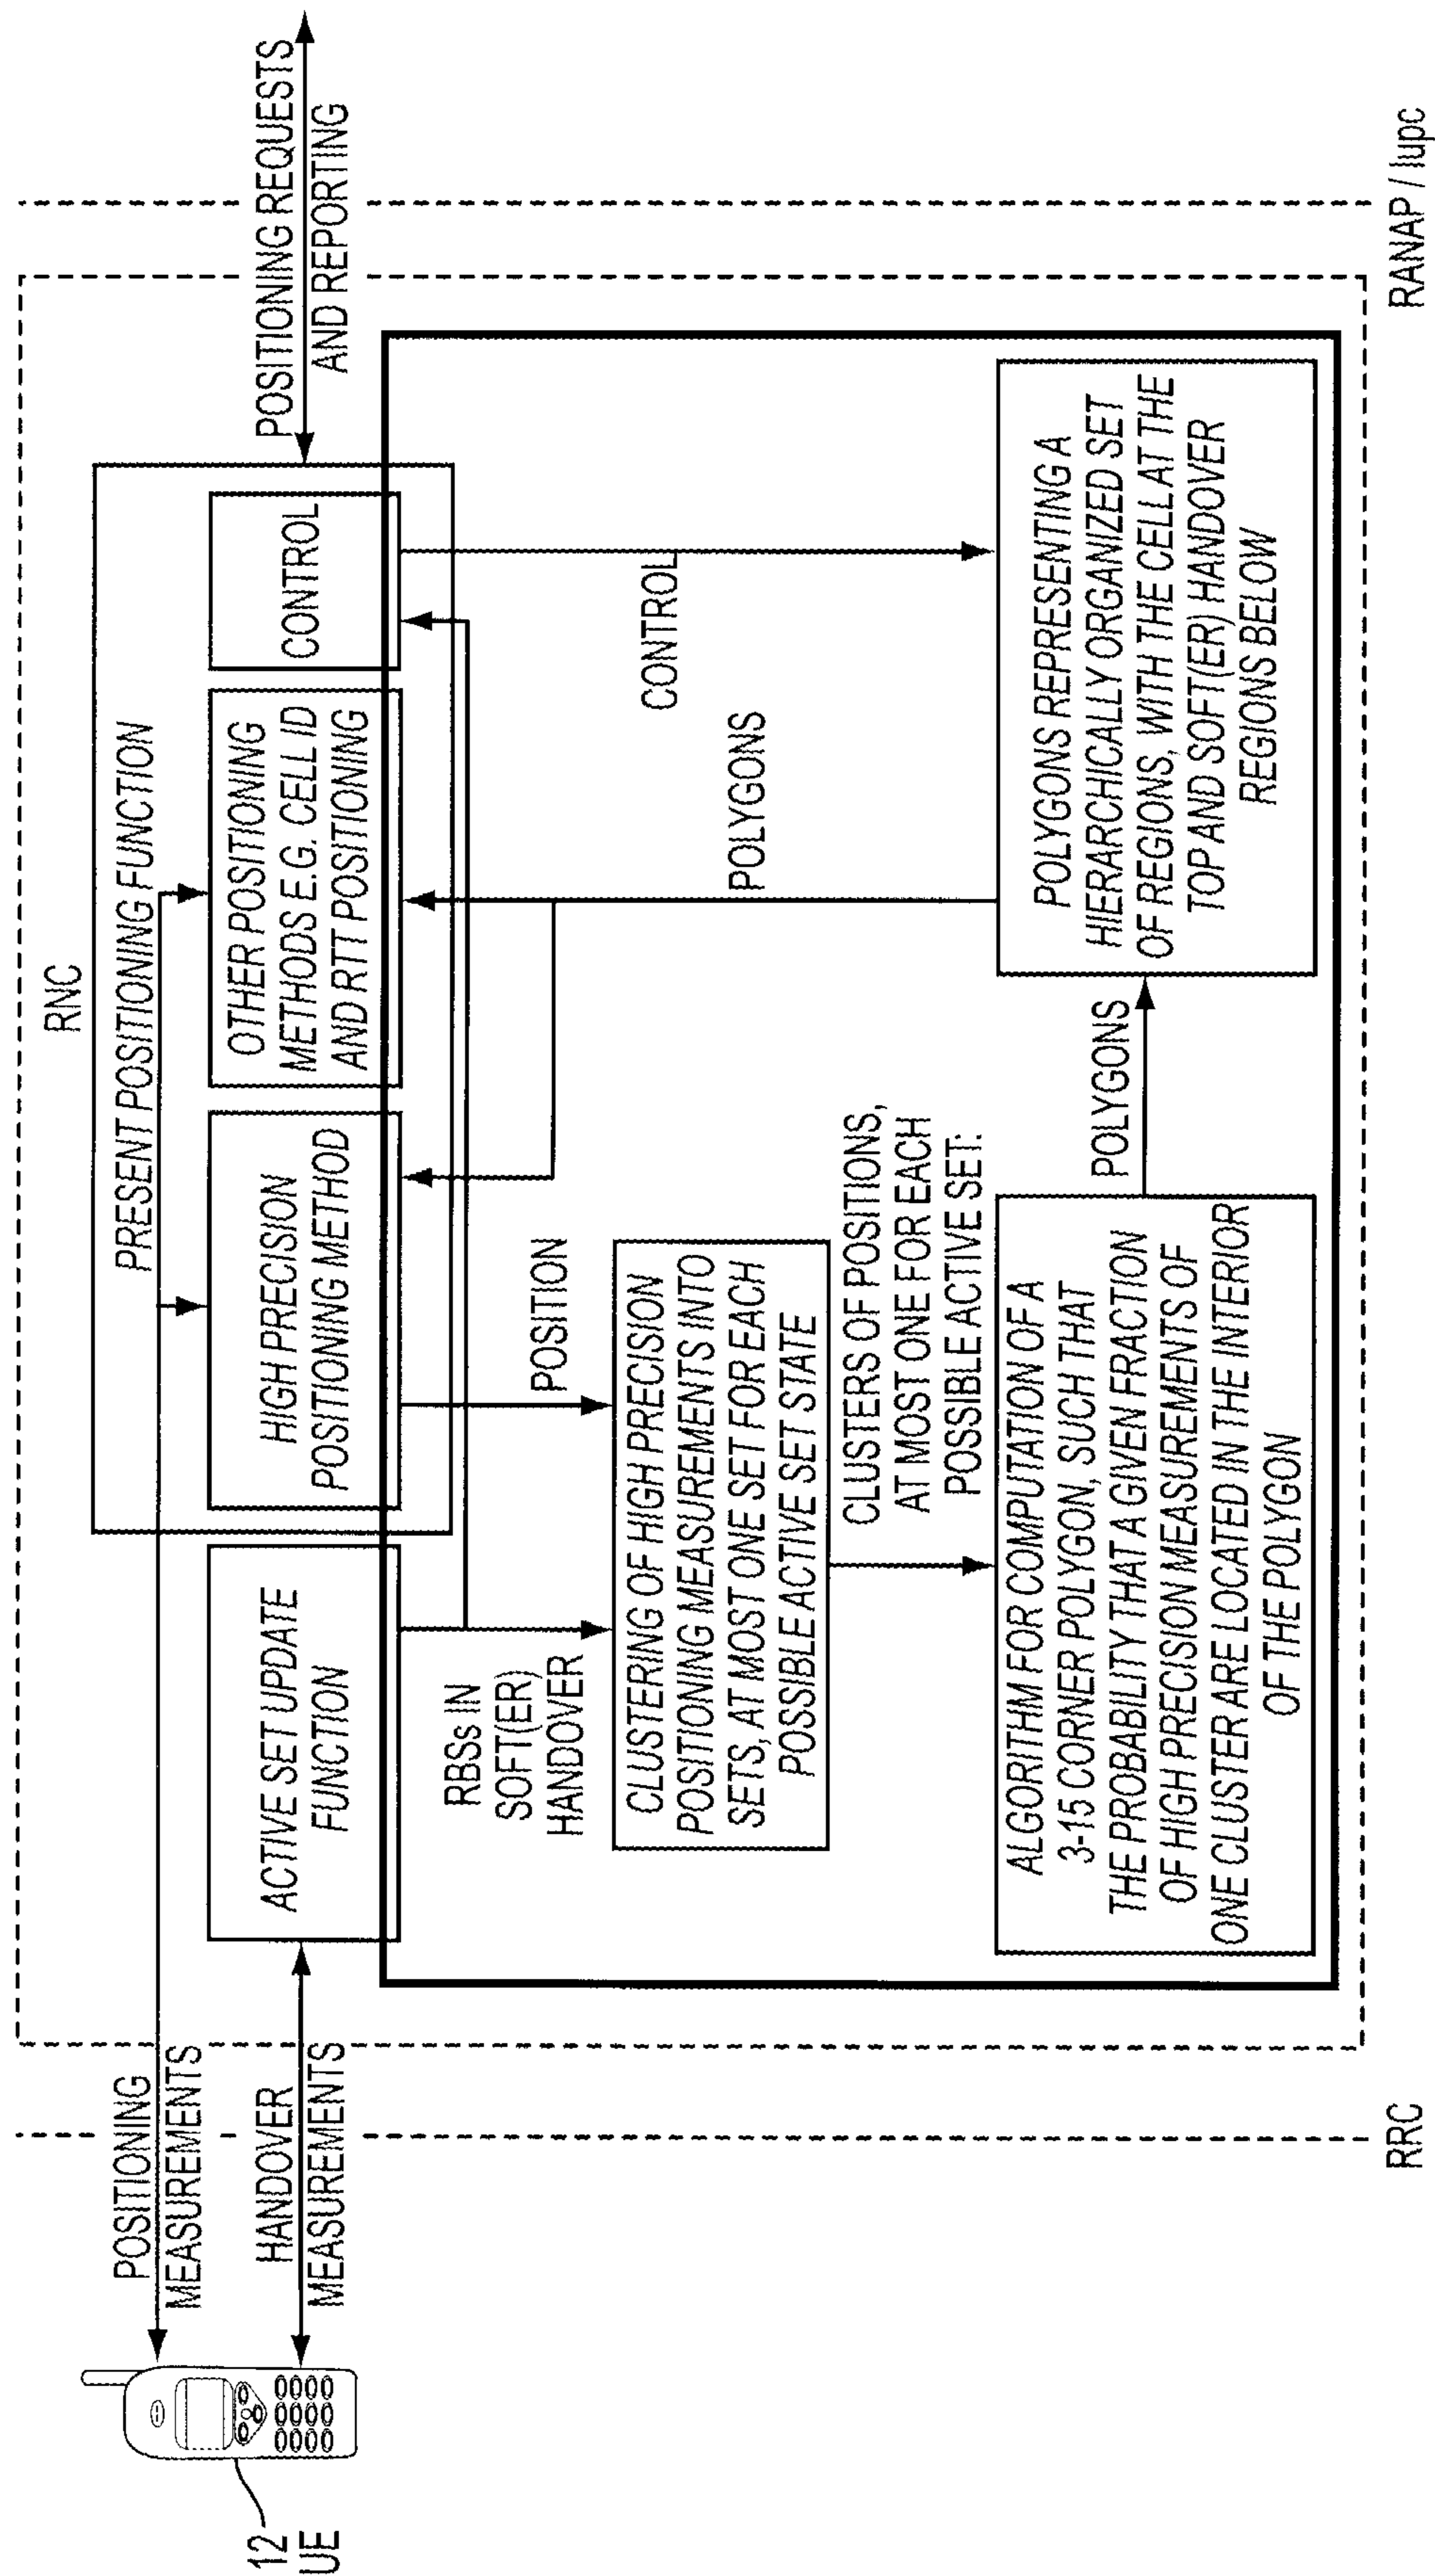 RNC
PRESENT POSITIONING FUNCTION
POSITIONING
MEASUREMENTS
HANDOVER
MEASUREMENTS
12
UE
ACTIVE SET UPDATE
FUNCTION
HIGH PRECISION
POSITIONING METHOD
OTHER POSITIONING
METHODS E.G. CELL ID
AND RTT POSITIONING
CONTROL
POSITIONING REQUESTS
AND REPORTING
RBSs IN
SOFT(ER)
HANDOVER
POSITION
POLYGONS
CONTROL
CLUSTERING OF HIGH PRECISION
POSITIONING MEASUREMENTS INTO
SETS, AT MOST ONE SET FOR EACH
POSSIBLE ACTIVE SET STATE
CLUSTERS OF POSITIONS,
AT MOST ONE FOR EACH
POSSIBLE ACTIVE SET.
ALGORITHM FOR COMPUTATION OF A
3-15 CORNER POLYGON, SUCH THAT
THE PROBABILITY THAT A GIVEN FRACTION
OF HIGH PRECISION MEASUREMENTS OF
ONE CLUSTER ARE LOCATED IN THE INTERIOR
OF THE POLYGON
POLYGONS
POLYGONS REPRESENTING A
HIERARCHICALLY ORGANIZED SET
OF REGIONS, WITH THE CELL AT THE
TOP AND SOFT(ER) HANDOVER
REGIONS BELOW
RRC
RANAP / Iupc